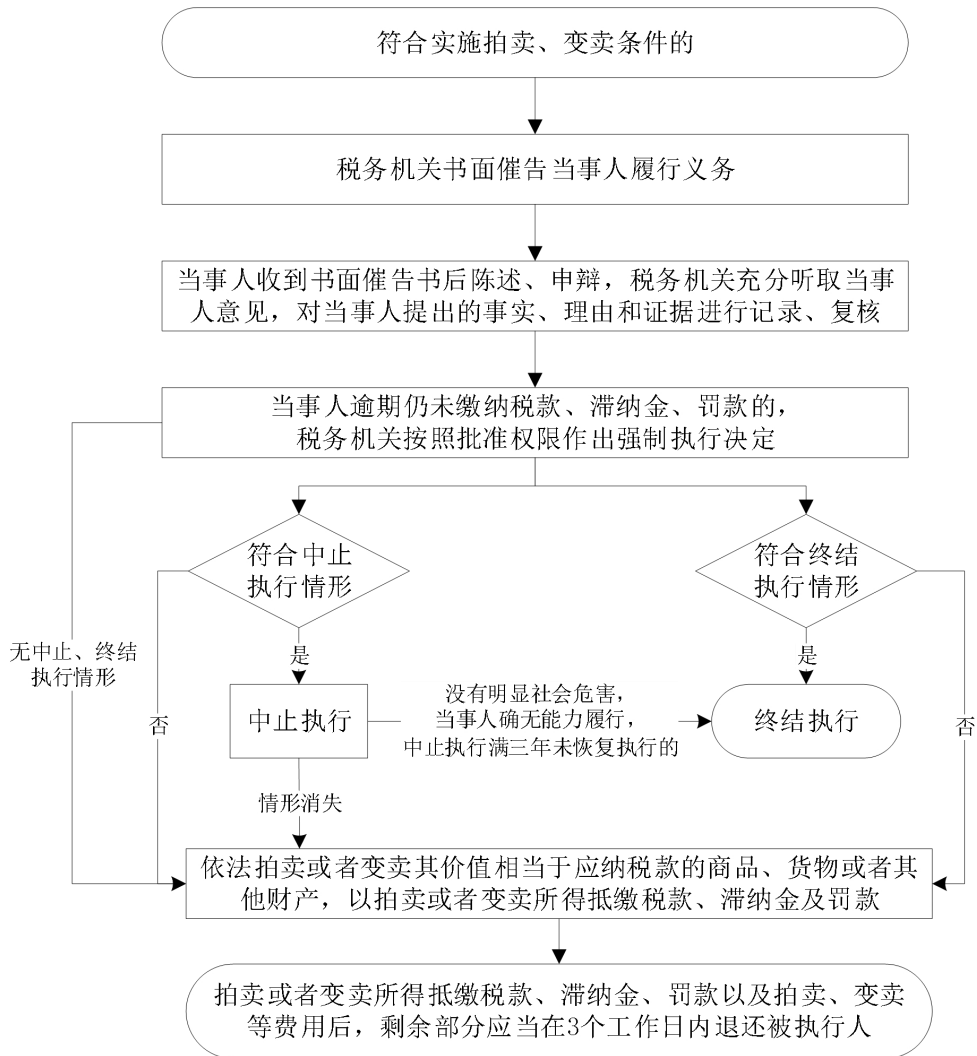 符合实施拍卖、变卖条件的
税务机关书面催告当事人履行义务
当事人收到书面催告书后陈述、申辩，税务机关充分听取当事
人意见，对当事人提出的事实、理由和证据进行记录、复核
当事人逾期仍未缴纳税款、滞纳金、罚款的，
税务机关按照批准权限作出强制执行决定
符合中止
执行情形
符合终结
执行情形
无中止、终结
执行情形
是
是
否
中止执行
没有明显社会危害，
当事人确无能力履行，
中止执行满三年未恢复执行的
终结执行
否
情形消失
依法拍卖或者变卖其价值相当于应纳税款的商品、货物或者其
他财产，以拍卖或者变卖所得抵缴税款、滞纳金及罚款
拍卖或者变卖所得抵缴税款、滞纳金、罚款以及拍卖、变卖
等费用后，剩余部分应当在3个工作日内退还被执行人